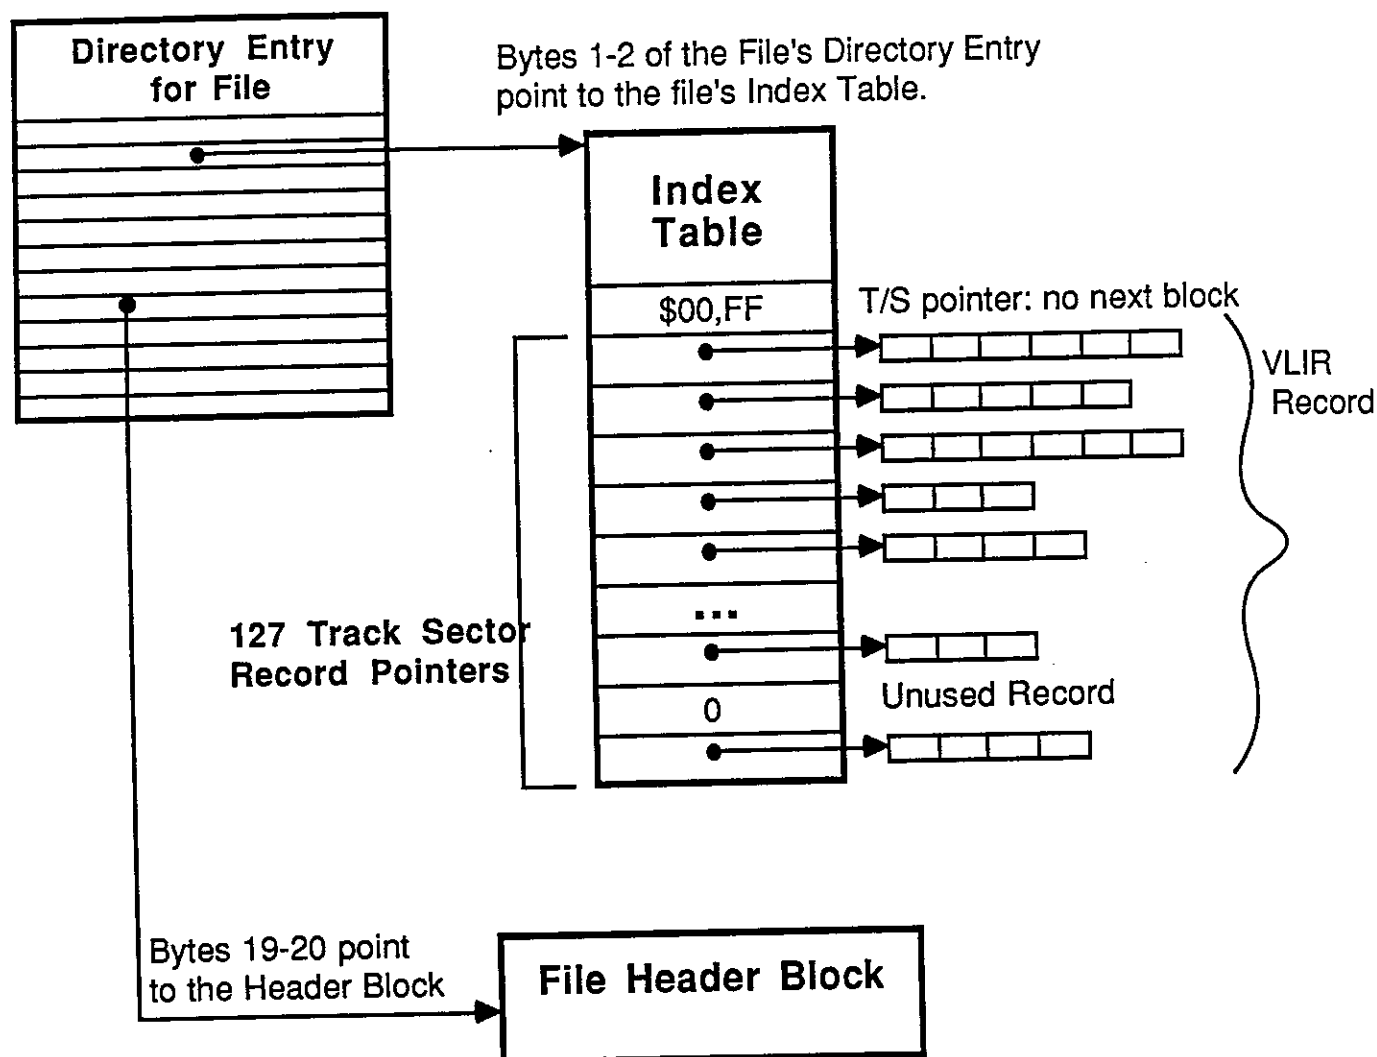 Directory Entry
for File
Bytes 1-2 of the File's Directory Entry
point to the file's Index Table.
Index
Table
$00,FF
T/S pointer: no next block
VLIR
Record
...
127 Track Sector
Record Pointers
Unused Record
0
Bytes 19-20 point
to the Header Block
File Header Block